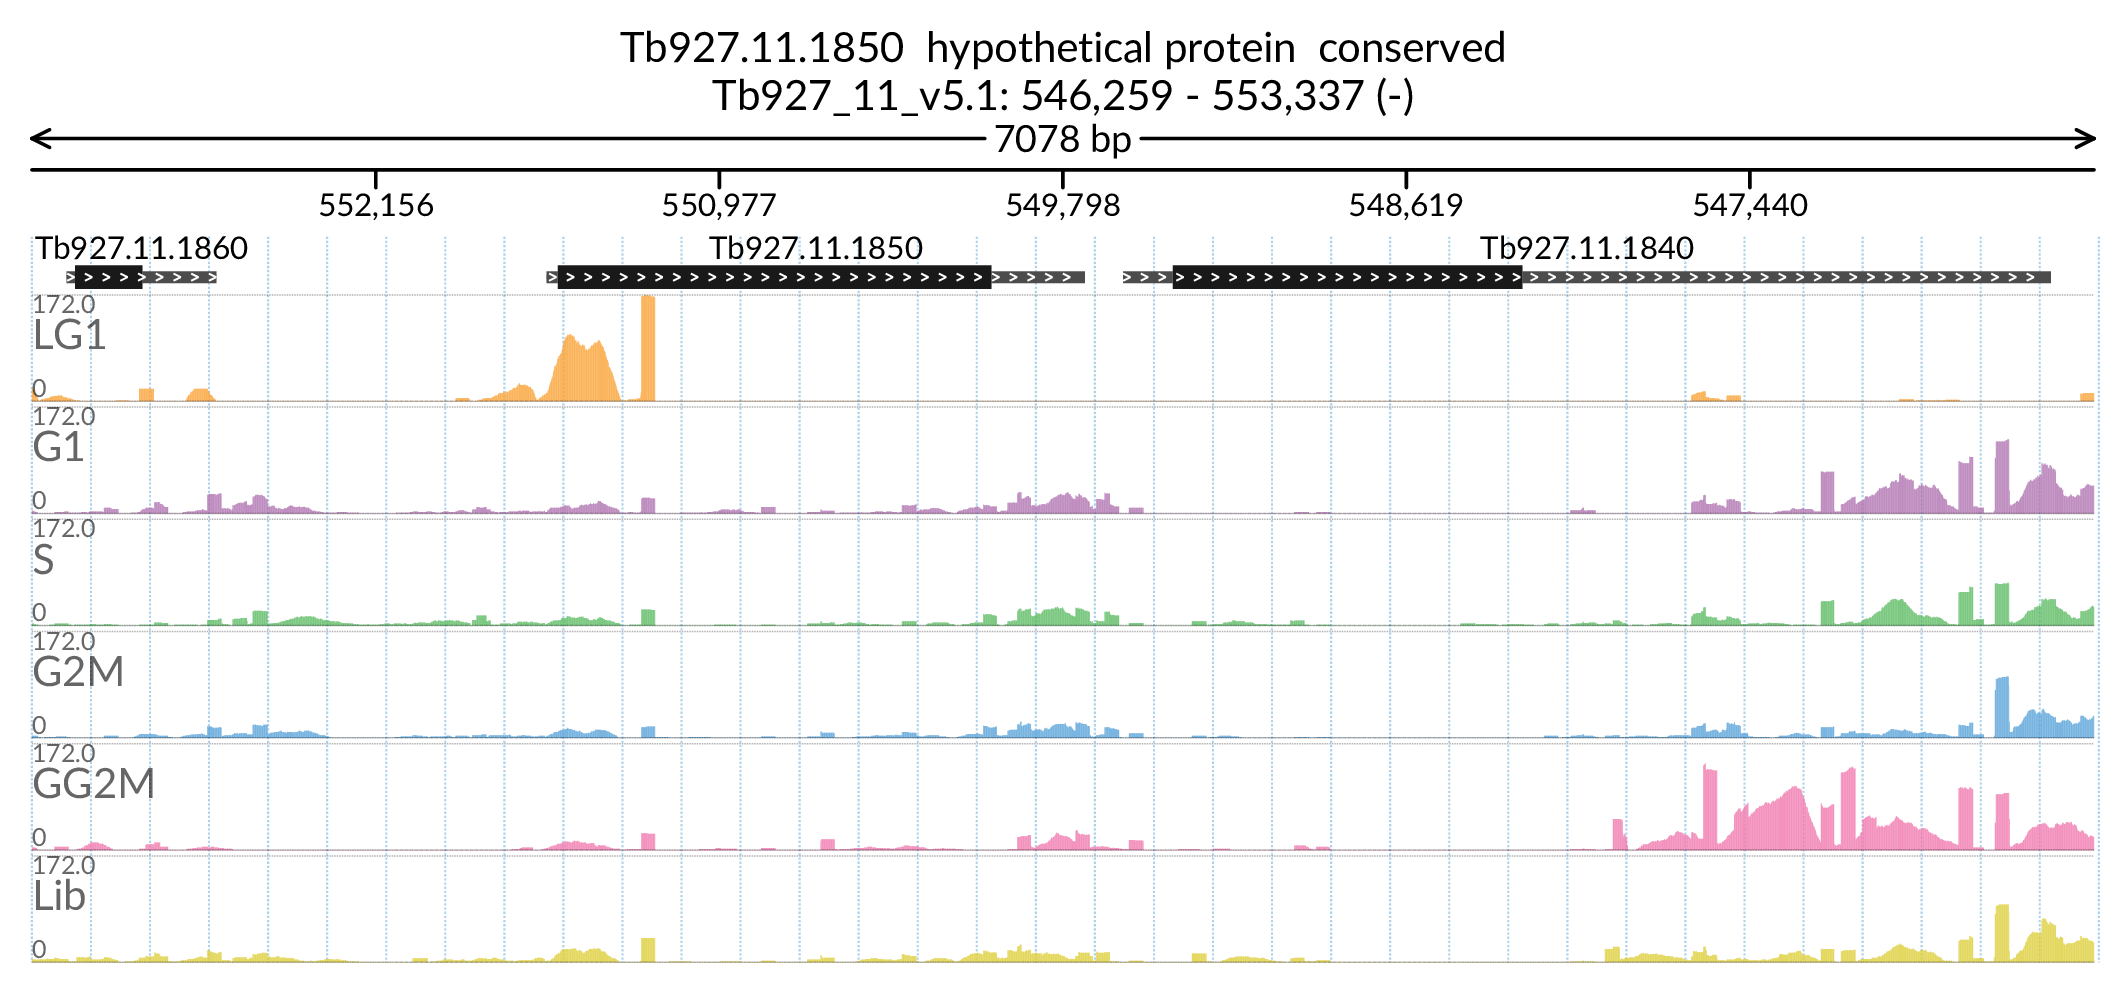 Tb927.11.1850 hypothetical protein conserved
Tb927_11_v5.1: 546,259 - 553,337 (-)
7078 bp
552,156 550,977 549,798 548,619 547,440
Tb927.11.1860 Tb927.11.1850 Tb927.11.1840
172.0
LG1
0
172.0
G1
0
172.0
S
0
172.0
G2M
0
172.0
GG2M
0
172.0
Lib
0